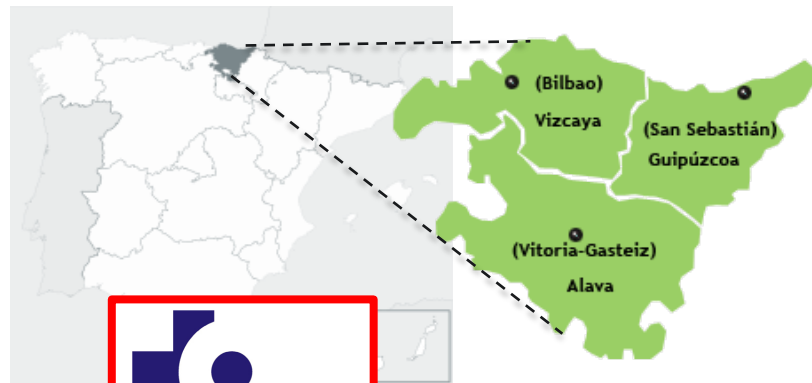 (Bilbao)
Vizcaya
(San Sebastián)
Guipúzcoa
(Vitoria-Gasteiz)
Alava